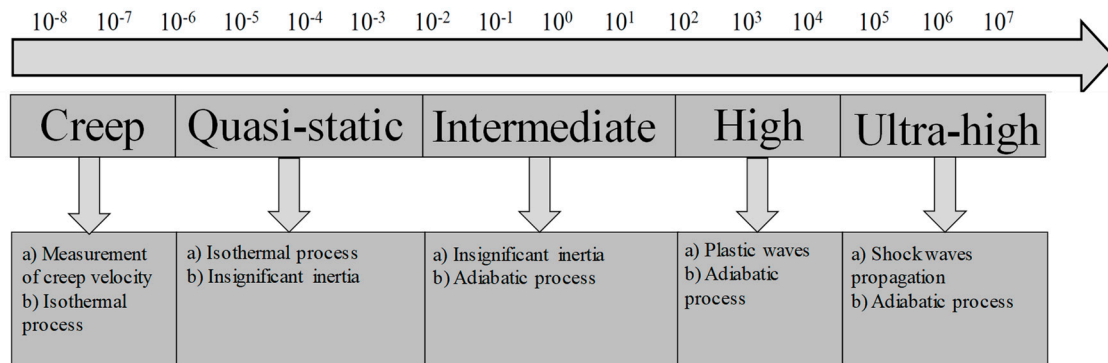 10⁻⁸ 10⁻⁷ 10⁻⁶ 10⁻⁵ 10⁻⁴ 10⁻³ 10⁻² 10⁻¹ 10⁰ 10¹ 10² 10³ 10⁴ 10⁵ 10⁶ 10⁷
Creep Quasi-static Intermediate High Ultra-high
a) Measurement
of creep velocity
b) Isothermal
process
a) Isothermal process
b) Insignificant inertia
a) Insignificant inertia
b) Adiabatic process
a) Plastic waves
b) Adiabatic
process
a) Shock waves
propagation
b) Adiabatic process